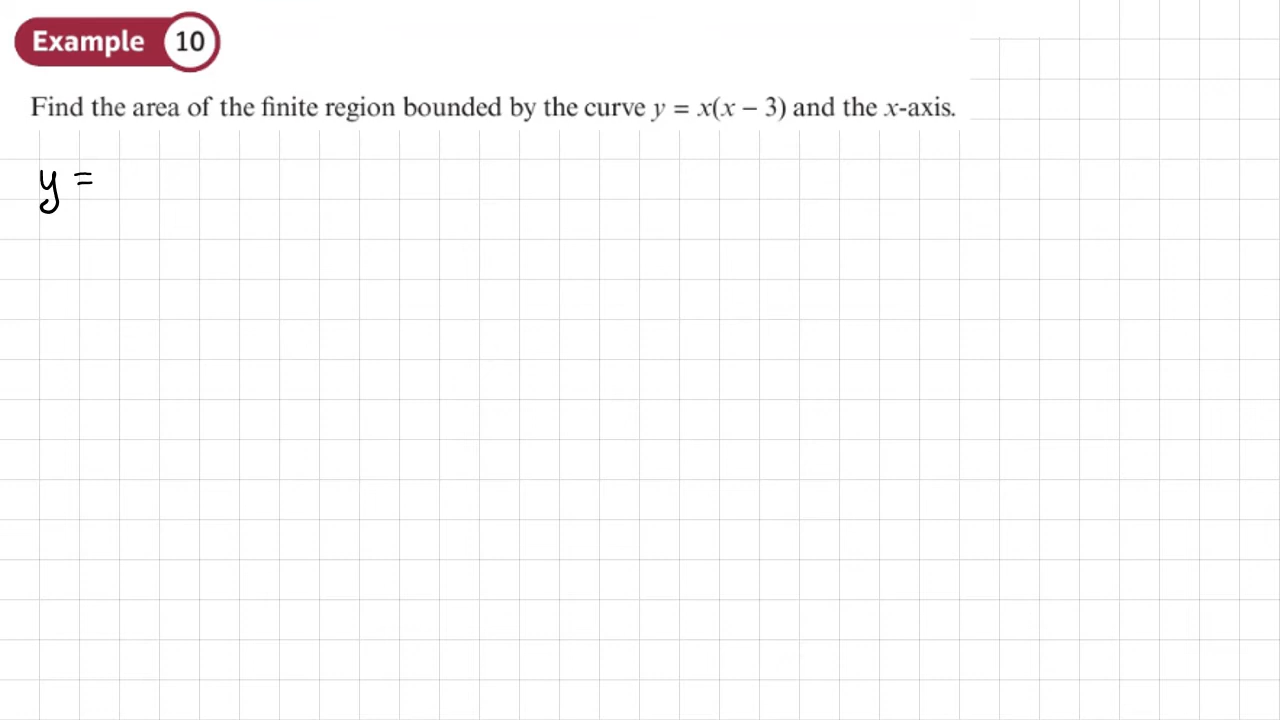 Example 10
Find the area of the finite region bounded by the curve y = x(x − 3) and the x-axis.
y =